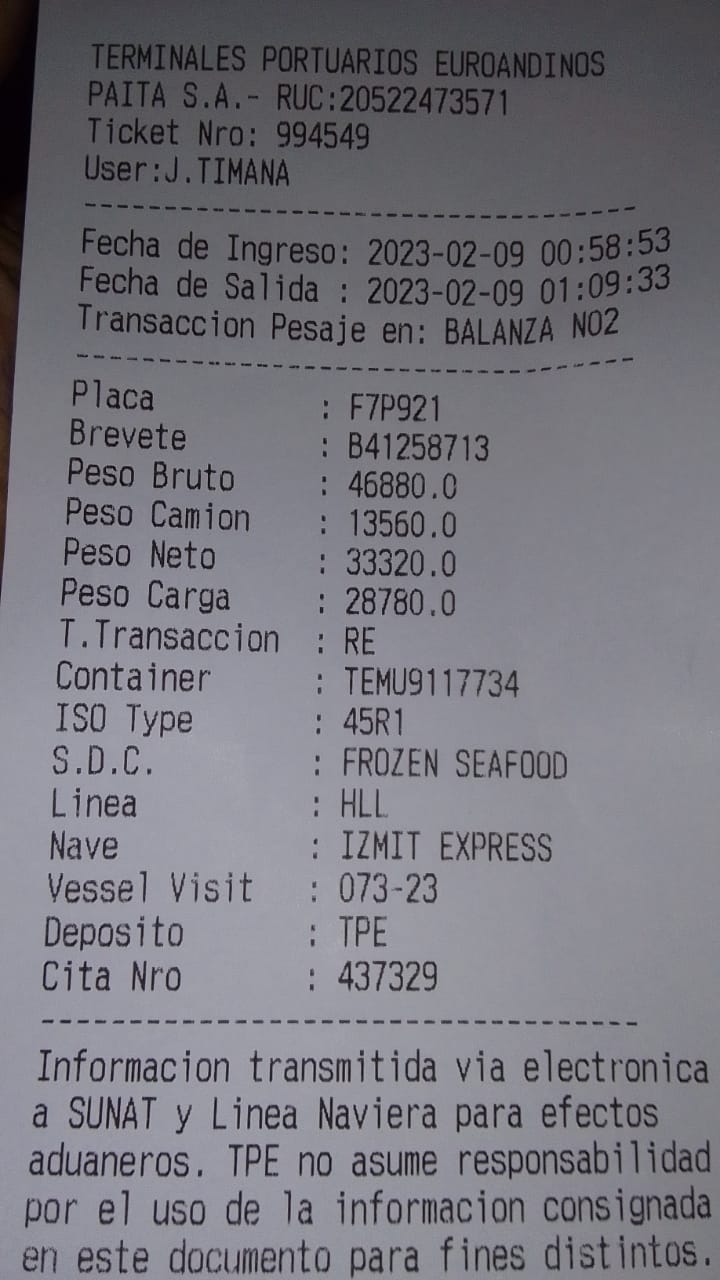 TERMINALES PORTUARIOS EUROANDINOS
PAITA S.A.- RUC:20522473571
Ticket Nro: 994549
User:J.TIMANA
----------------------------------
Fecha de Ingreso: 2023-02-09 00:58:53
Fecha de Salida : 2023-02-09 01:09:33
Transaccion Pesaje en: BALANZA NO2
----------------------------------
Placa : F7P921
Brevete : B41258713
Peso Bruto : 46880.0
Peso Camion : 13560.0
Peso Neto : 33320.0
Peso Carga : 28780.0
T.Transaccion : RE
Container : TEMU9117734
ISO Type : 45R1
S.D.C. : FROZEN SEAFOOD
Linea : HLL
Nave : IZMIT EXPRESS
Vessel Visit : 073-23
Deposito : TPE
Cita Nro : 437329
----------------------------------
Informacion transmitida via electronica
a SUNAT y Linea Naviera para efectos
aduaneros. TPE no asume responsabilidad
por el uso de la informacion consignada
en este documento para fines distintos.